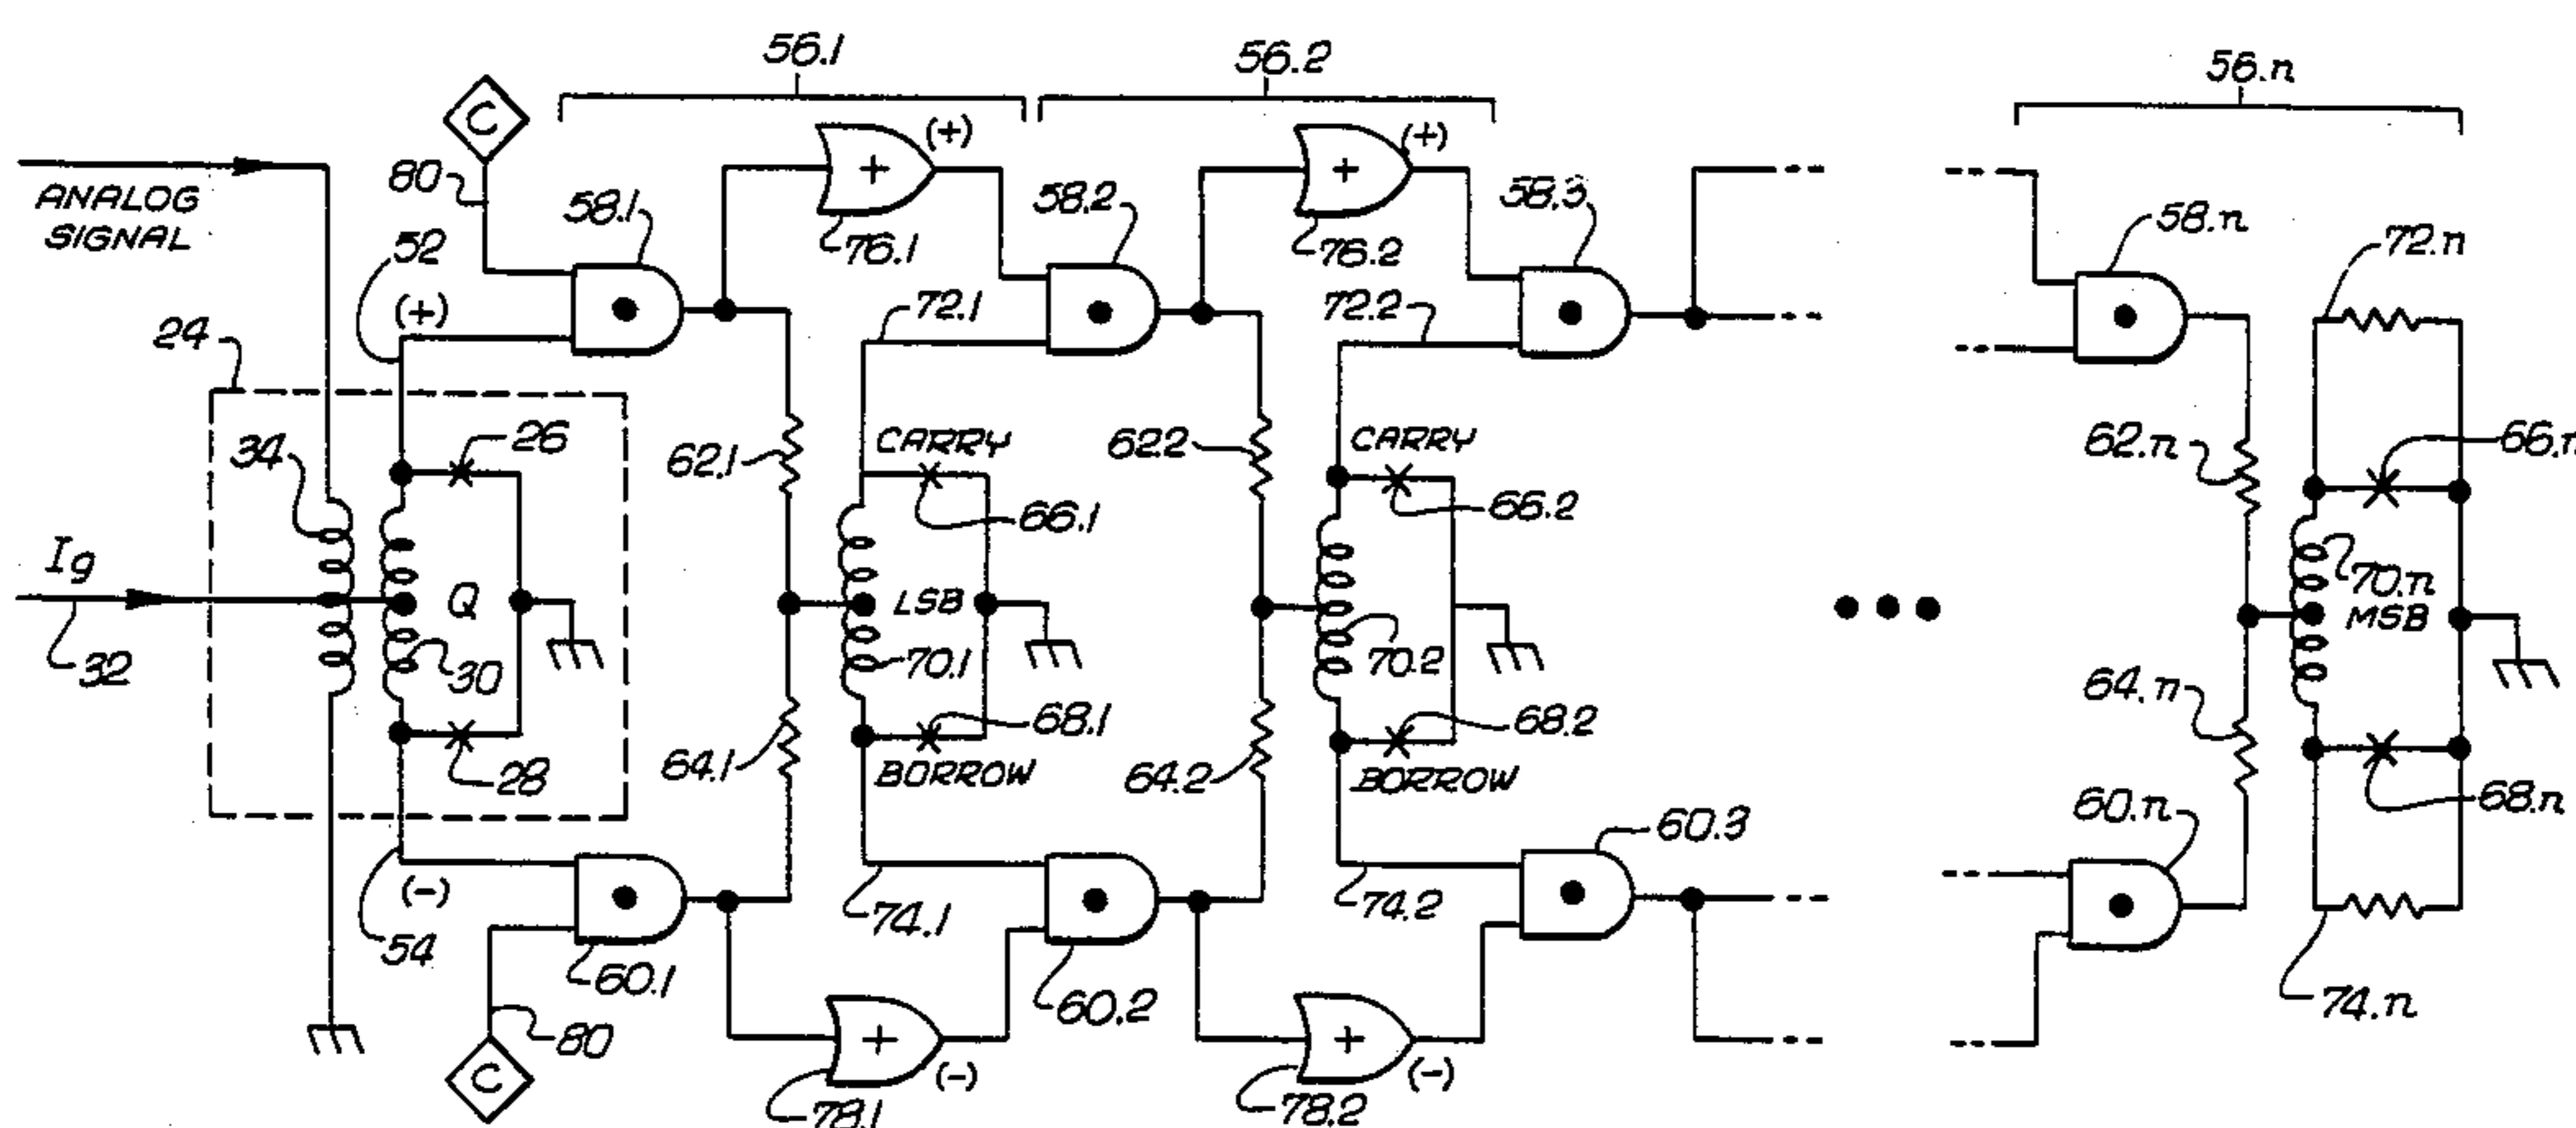 56.1
56.2
56.n
C
(+)
(+)
ANALOG
SIGNAL
80
52
58.1
76.1
58.2
76.2
58.3
58.n
72.n
(+)
24
72.1
72.2
34
26
62.1
CARRY
66.1
622
CARRY
66.2
62.n
66.n
Ig
32
Q
30
LSB
70.1
70.2
70.n
MSB
28
64.1
68.1
BORROW
64.2
68.2
BORROW
64.n
68.n
(-)
54
60.1
74.1
60.2
74.2
60.3
60.n
74.n
80
C
+
+
+
+
(-)
(-)
78.1
78.2